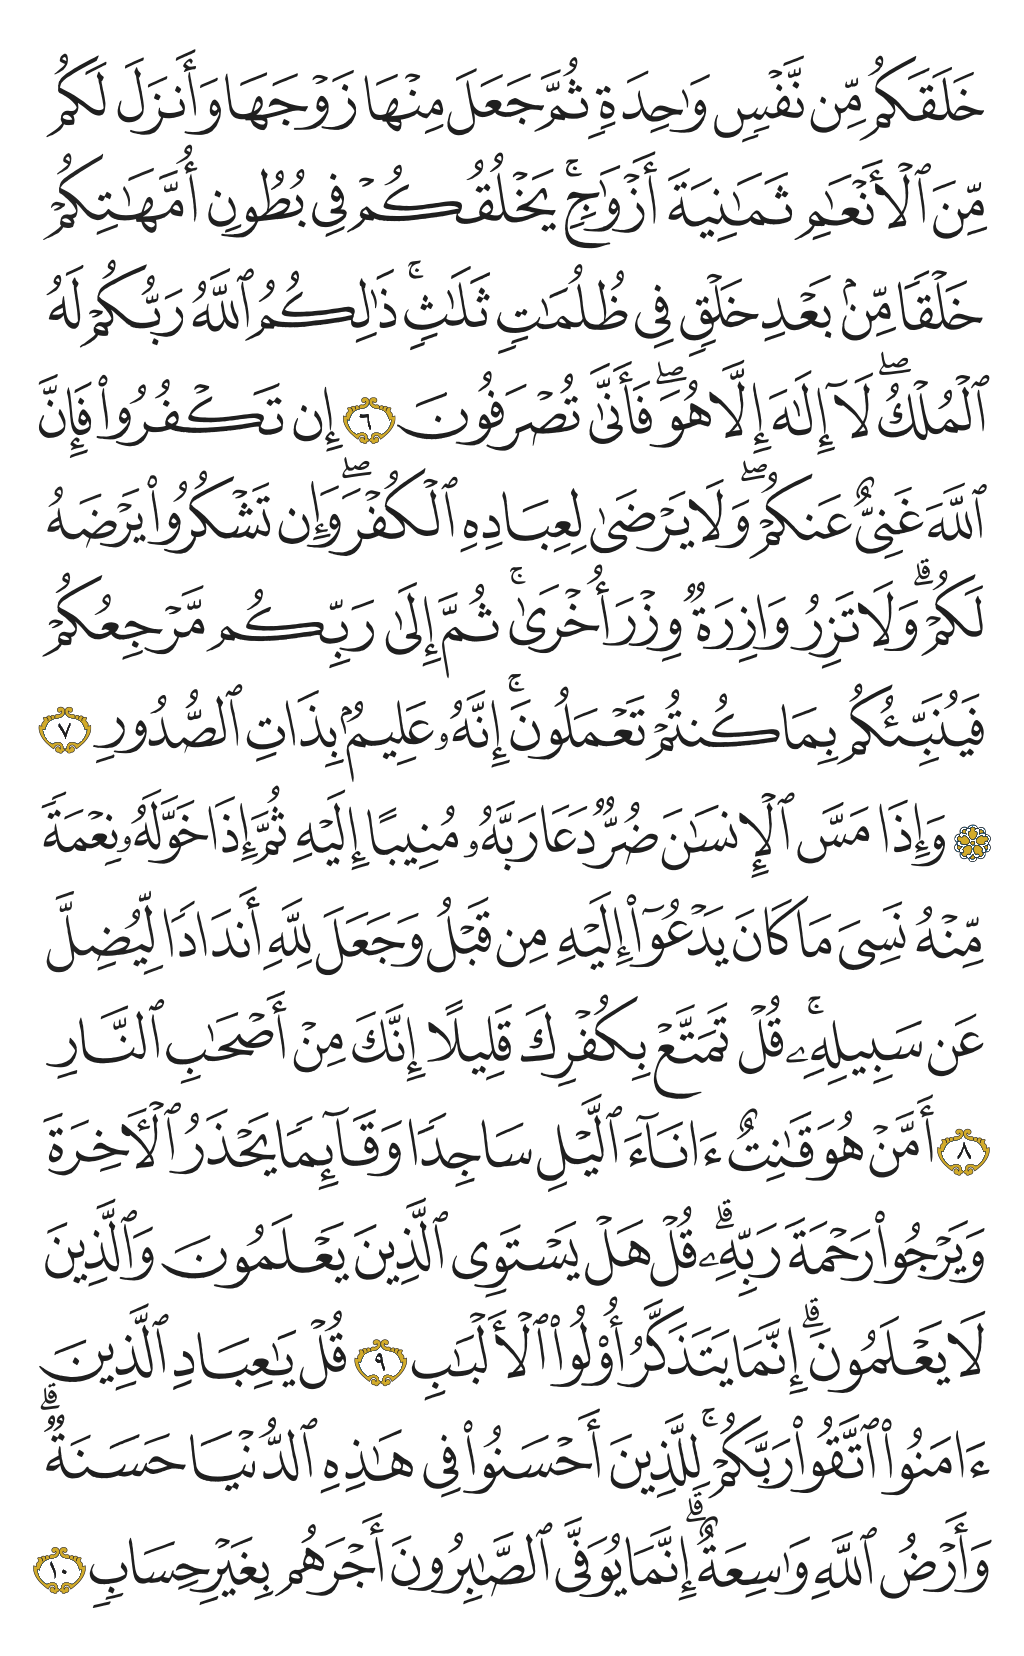 خَلَقَكُم مِّن نَّفْسٍ وَٰحِدَةٍ ثُمَّ جَعَلَ مِنْهَا زَوْجَهَا وَأَنزَلَ لَكُم
مِّنَ ٱلْأَنْعَـٰمِ ثَمَـٰنِيَةَ أَزْوَٰجٍ ۚ يَخْلُقُكُمْ فِى بُطُونِ أُمَّهَـٰتِكُمْ
خَلْقًا مِّنۢ بَعْدِ خَلْقٍ فِى ظُلُمَـٰتٍ ثَلَـٰثٍ ۚ ذَٰلِكُمُ ٱللَّهُ رَبُّكُمْ لَهُ
ٱلْمُلْكُ ۖ لَآ إِلَـٰهَ إِلَّا هُوَ ۖ فَأَنَّىٰ تُصْرَفُونَ ٦ إِن تَكْفُرُوا۟ فَإِنَّ
ٱللَّهَ غَنِىٌّ عَنكُمْ ۖ وَلَا يَرْضَىٰ لِعِبَادِهِ ٱلْكُفْرَ ۖ وَإِن تَشْكُرُوا۟ يَرْضَهُ
لَكُمْ ۗ وَلَا تَزِرُ وَازِرَةٌ وِزْرَ أُخْرَىٰ ۚ ثُمَّ إِلَىٰ رَبِّكُم مَّرْجِعُكُمْ
فَيُنَبِّئُكُم بِمَا كُنتُمْ تَعْمَلُونَ ۚ إِنَّهُۥ عَلِيمٌۢ بِذَاتِ ٱلصُّدُورِ ٧
۞ وَإِذَا مَسَّ ٱلْإِنسَـٰنَ ضُرٌّ دَعَا رَبَّهُۥ مُنِيبًا إِلَيْهِ ثُمَّ إِذَا خَوَّلَهُۥ نِعْمَةً
مِّنْهُ نَسِىَ مَا كَانَ يَدْعُوٓا۟ إِلَيْهِ مِن قَبْلُ وَجَعَلَ لِلَّهِ أَندَادًا لِّيُضِلَّ
عَن سَبِيلِهِۦ ۚ قُلْ تَمَتَّعْ بِكُفْرِكَ قَلِيلًا إِنَّكَ مِنْ أَصْحَـٰبِ ٱلنَّارِ
٨ أَمَّنْ هُوَ قَـٰنِتٌ ءَانَآءَ ٱلَّيْلِ سَاجِدًا وَقَآئِمًا يَحْذَرُ ٱلْـَٔاخِرَةَ
وَيَرْجُوا۟ رَحْمَةَ رَبِّهِۦ ۗ قُلْ هَلْ يَسْتَوِى ٱلَّذِينَ يَعْلَمُونَ وَٱلَّذِينَ
لَا يَعْلَمُونَ ۗ إِنَّمَا يَتَذَكَّرُ أُو۟لُوا۟ ٱلْأَلْبَـٰبِ ٩ قُلْ يَـٰعِبَادِ ٱلَّذِينَ
ءَامَنُوا۟ ٱتَّقُوا۟ رَبَّكُمْ ۚ لِلَّذِينَ أَحْسَنُوا۟ فِى هَـٰذِهِ ٱلدُّنْيَا حَسَنَةٌ ۗ
وَأَرْضُ ٱللَّهِ وَٰسِعَةٌ ۗ إِنَّمَا يُوَفَّى ٱلصَّـٰبِرُونَ أَجْرَهُم بِغَيْرِ حِسَابٍ ١٠